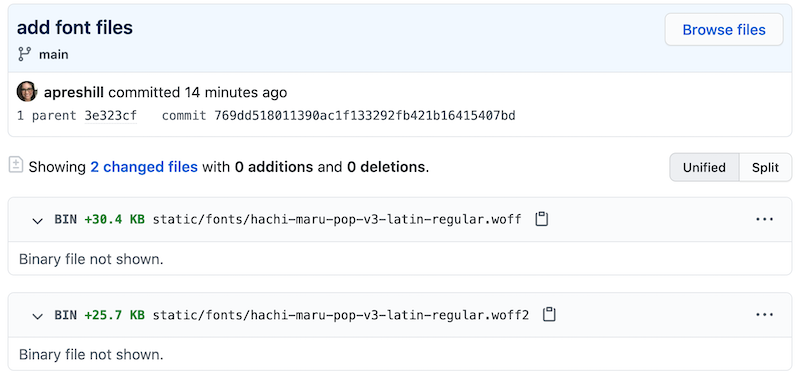 add font files
Browse files
main
apreshill committed 14 minutes ago
1 parent 3e323cf commit 769dd518011390ac1f133292fb421b16415407bd
Showing 2 changed files with 0 additions and 0 deletions.
Unified Split
BIN +30.4 KB static/fonts/hachi-maru-pop-v3-latin-regular.woff
Binary file not shown.
BIN +25.7 KB static/fonts/hachi-maru-pop-v3-latin-regular.woff2
Binary file not shown.